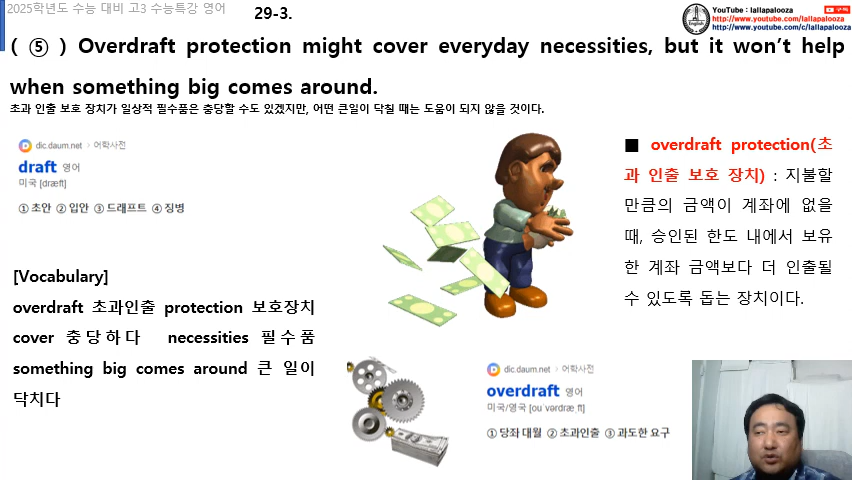 2025학년도 수능 대비 고3 수능특강 영어
29-3.
YouTube : lallapalooza
구독
http://www.youtube.com/lallapalooza
http://www.youtube.com/c/lallapalooza
( ⑤ ) Overdraft protection might cover everyday necessities, but it won’t help
when something big comes around.
초과 인출 보호 장치가 일상적 필수품은 충당할 수도 있겠지만, 어떤 큰일이 닥칠 때는 도움이 되지 않을 것이다.
dic.daum.net > 어학사전
draft 영어
미국 [dræft]
① 초안 ② 입안 ③ 드래프트 ④ 징병
[Vocabulary]
overdraft 초과인출 protection 보호장치
cover 충당하다 necessities 필수품
something big comes around 큰 일이
닥치다
■ overdraft protection(초
과 인출 보호 장치) : 지불할
만큼의 금액이 계좌에 없을
때, 승인된 한도 내에서 보유
한 계좌 금액보다 더 인출될
수 있도록 돕는 장치이다.
dic.daum.net > 어학사전
overdraft 영어
미국/영국 [ouˈvərdræˌft]
① 당좌 대월 ② 초과인출 ③ 과도한 요구